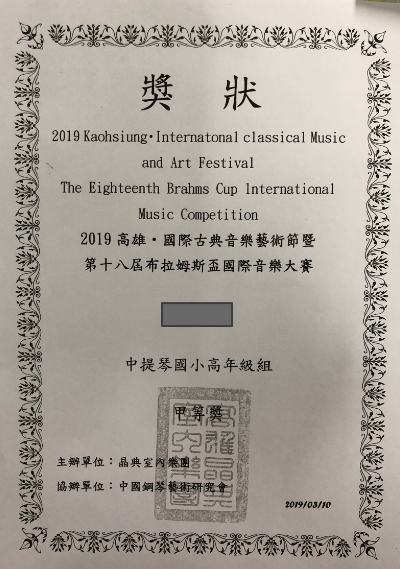 獎 狀
2019 Kaohsiung·Internatonal classical Music
and Art Festival
The Eighteenth Brahms Cup International
Music Competition
2019 高雄·國際古典音樂藝術節暨
第十八屆布拉姆斯盃國際音樂大賽
中提琴國小高年級組
甲等獎
主辦單位：晶典室內樂團
協辦單位：中國鋼琴藝術研究會
2019/03/10